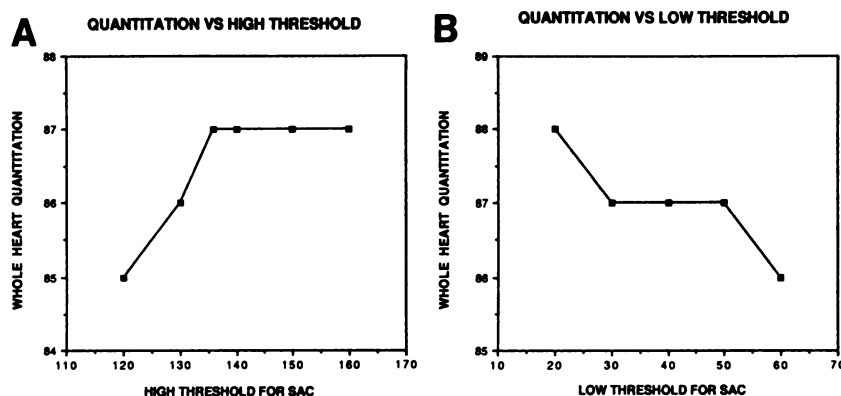 A
QUANTITATION VS HIGH THRESHOLD
WHOLE HEART QUANTITATION
88
87
86
85
84
110 120 130 140 150 160 170
HIGH THRESHOLD FOR SAC
B
QUANTITATION VS LOW THRESHOLD
WHOLE HEART QUANTITATION
89
88
87
86
85
10 20 30 40 50 60 70
LOW THRESHOLD FOR SAC